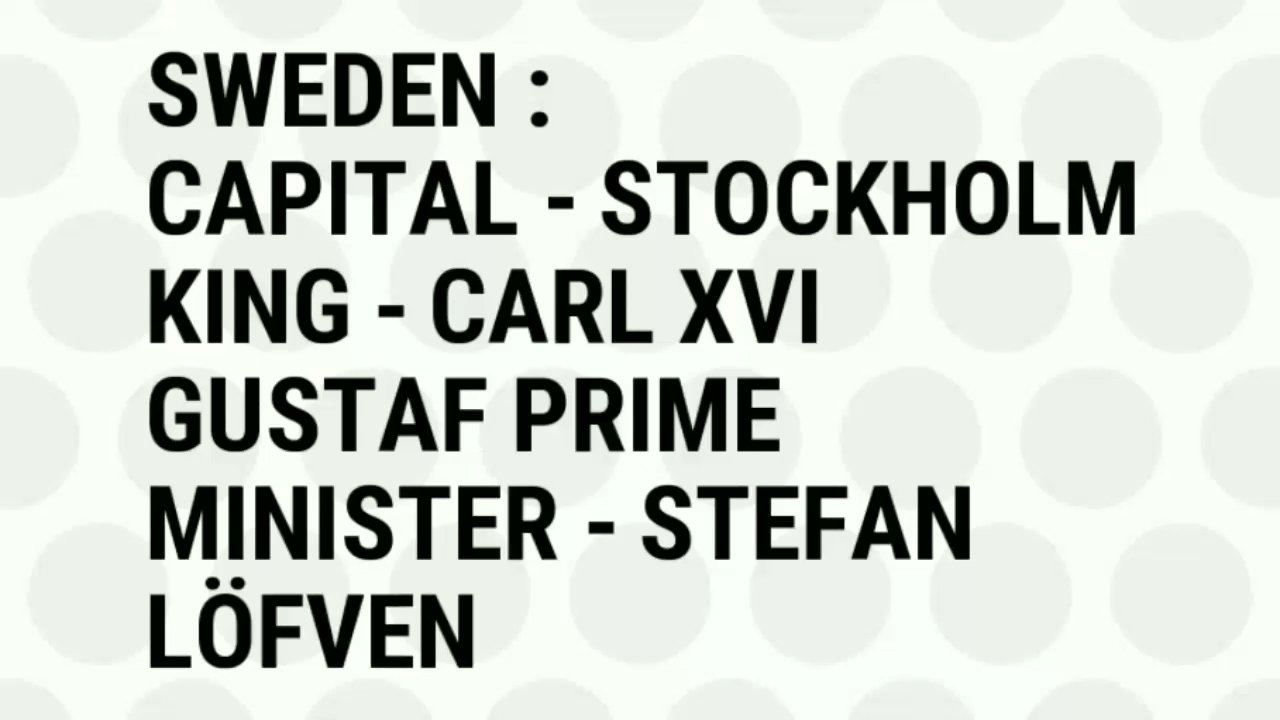 SWEDEN :
CAPITAL - STOCKHOLM
KING - CARL XVI
GUSTAF PRIME
MINISTER - STEFAN
LÖFVEN